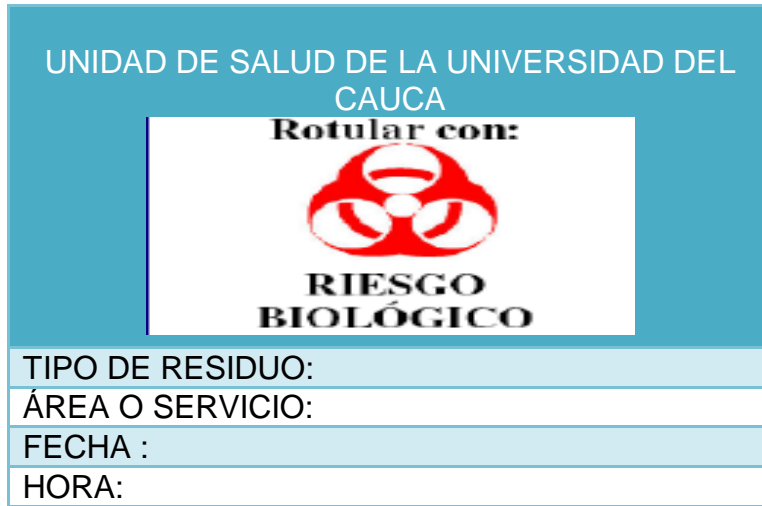 UNIDAD DE SALUD DE LA UNIVERSIDAD DEL
CAUCA
Rotular con:
RIESGO
BIOLÓGICO
TIPO DE RESIDUO:
ÁREA O SERVICIO:
FECHA :
HORA: